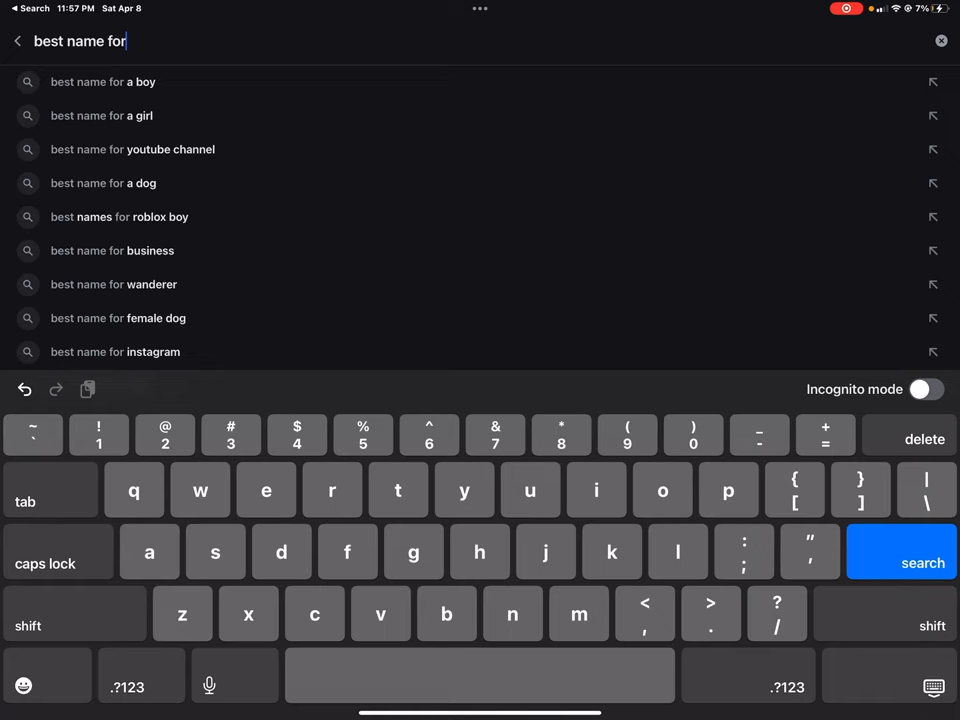 Search 11:57 PM Sat Apr 8
7%
best name for
best name for a boy
best name for a girl
best name for youtube channel
best name for a dog
best names for roblox boy
best name for business
best name for wanderer
best name for female dog
best name for instagram
Incognito mode
~ ! @ # $ % ^ & * ( ) _ +
` 1 2 3 4 5 6 7 8 9 0 - = delete
tab q w e r t y u i o p { [ } ] | \
caps lock a s d f g h j k l : ; " ' search
shift z x c v b n m < , > . ? / shift
.?123 .?123